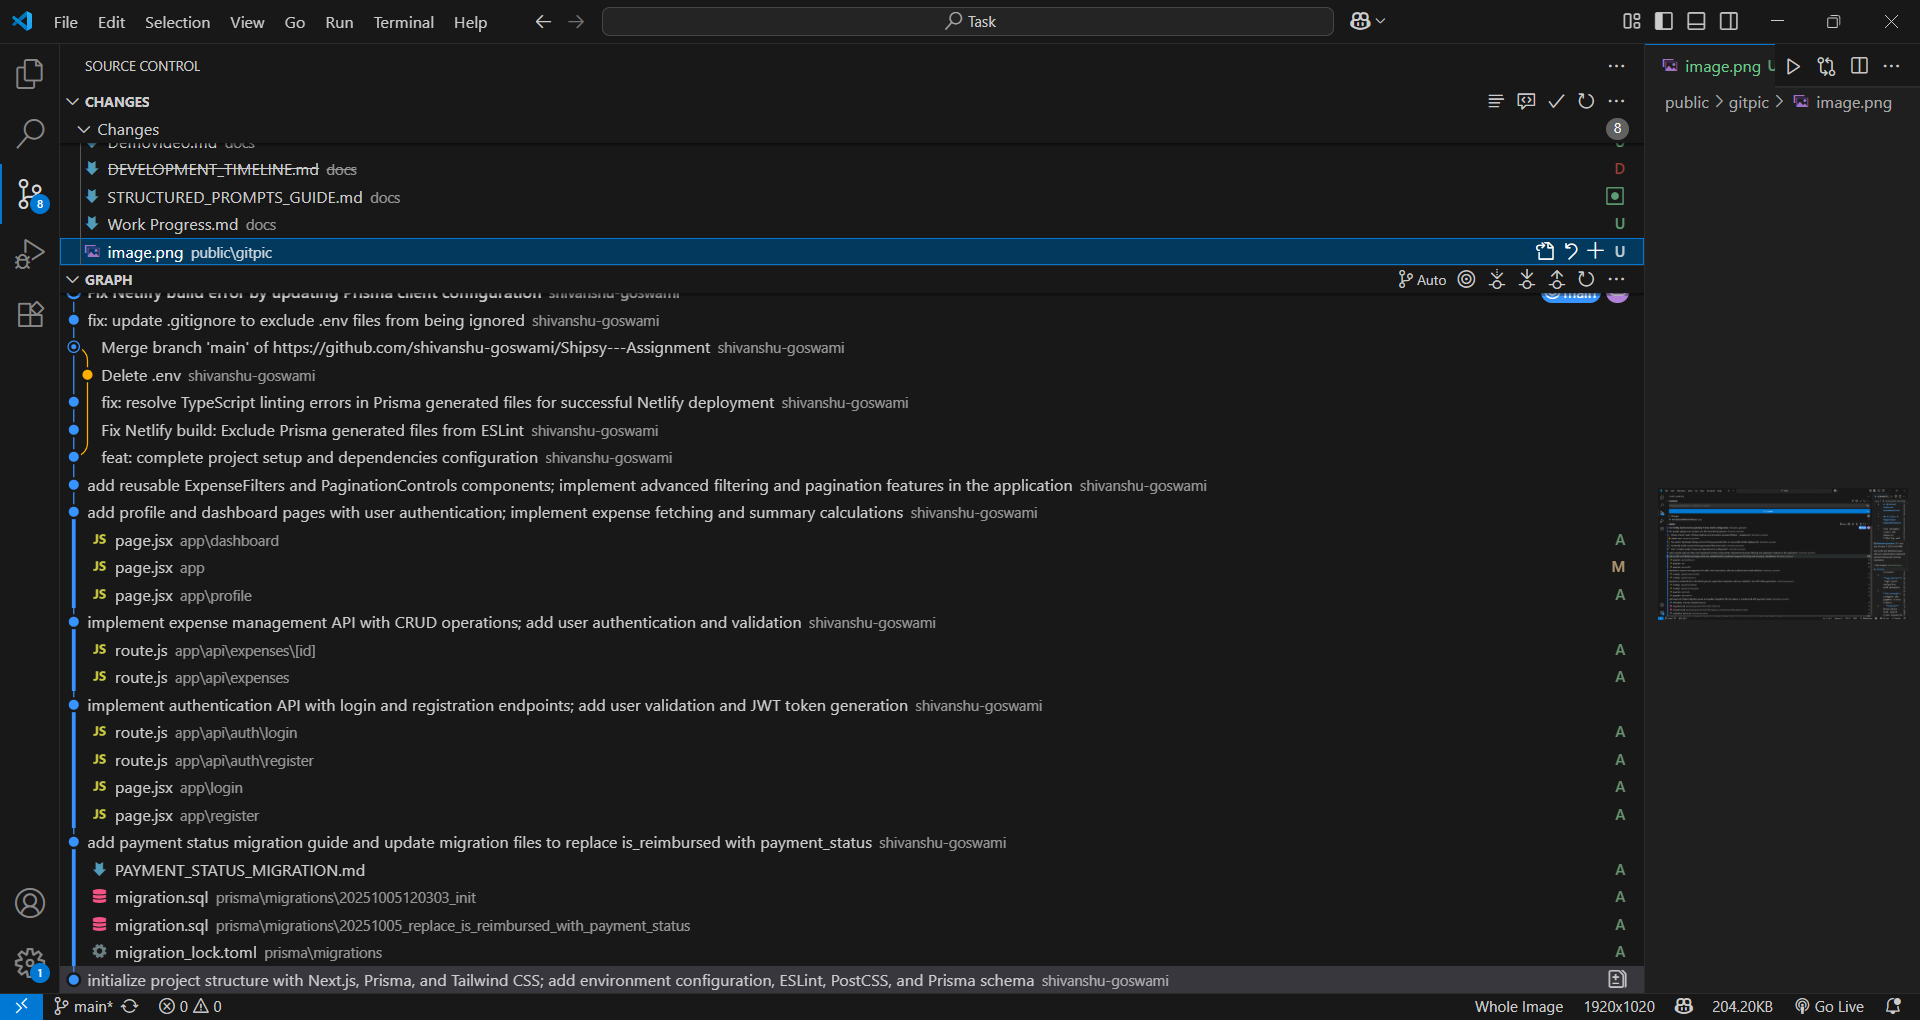 File Edit Selection View Go Run Terminal Help Task
SOURCE CONTROL
image.png U
CHANGES
public > gitpic > image.png
Changes 8
DemoVideo.md docs U
DEVELOPMENT_TIMELINE.md docs D
STRUCTURED_PROMPTS_GUIDE.md docs
8
Work Progress.md docs U
image.png public\gitpic U
GRAPH Auto
Fix Netlify build error by updating Prisma client configuration shivanshu-goswami main
fix: update .gitignore to exclude .env files from being ignored shivanshu-goswami
Merge branch 'main' of https://github.com/shivanshu-goswami/Shipsy---Assignment shivanshu-goswami
Delete .env shivanshu-goswami
fix: resolve TypeScript linting errors in Prisma generated files for successful Netlify deployment shivanshu-goswami
Fix Netlify build: Exclude Prisma generated files from ESLint shivanshu-goswami
feat: complete project setup and dependencies configuration shivanshu-goswami
add reusable ExpenseFilters and PaginationControls components; implement advanced filtering and pagination features in the application shivanshu-goswami
add profile and dashboard pages with user authentication; implement expense fetching and summary calculations shivanshu-goswami
JS page.jsx app\dashboard A
JS page.jsx app M
JS page.jsx app\profile A
implement expense management API with CRUD operations; add user authentication and validation shivanshu-goswami
JS route.js app\api\expenses\[id] A
JS route.js app\api\expenses A
implement authentication API with login and registration endpoints; add user validation and JWT token generation shivanshu-goswami
JS route.js app\api\auth\login A
JS route.js app\api\auth\register A
JS page.jsx app\login A
JS page.jsx app\register A
add payment status migration guide and update migration files to replace is_reimbursed with payment_status shivanshu-goswami
PAYMENT_STATUS_MIGRATION.md A
migration.sql prisma\migrations\20251005120303_init A
migration.sql prisma\migrations\20251005_replace_is_reimbursed_with_payment_status A
migration_lock.toml prisma\migrations A
1
initialize project structure with Next.js, Prisma, and Tailwind CSS; add environment configuration, ESLint, PostCSS, and Prisma schema shivanshu-goswami
main* 0 0 Whole Image 1920x1020 204.20KB Go Live